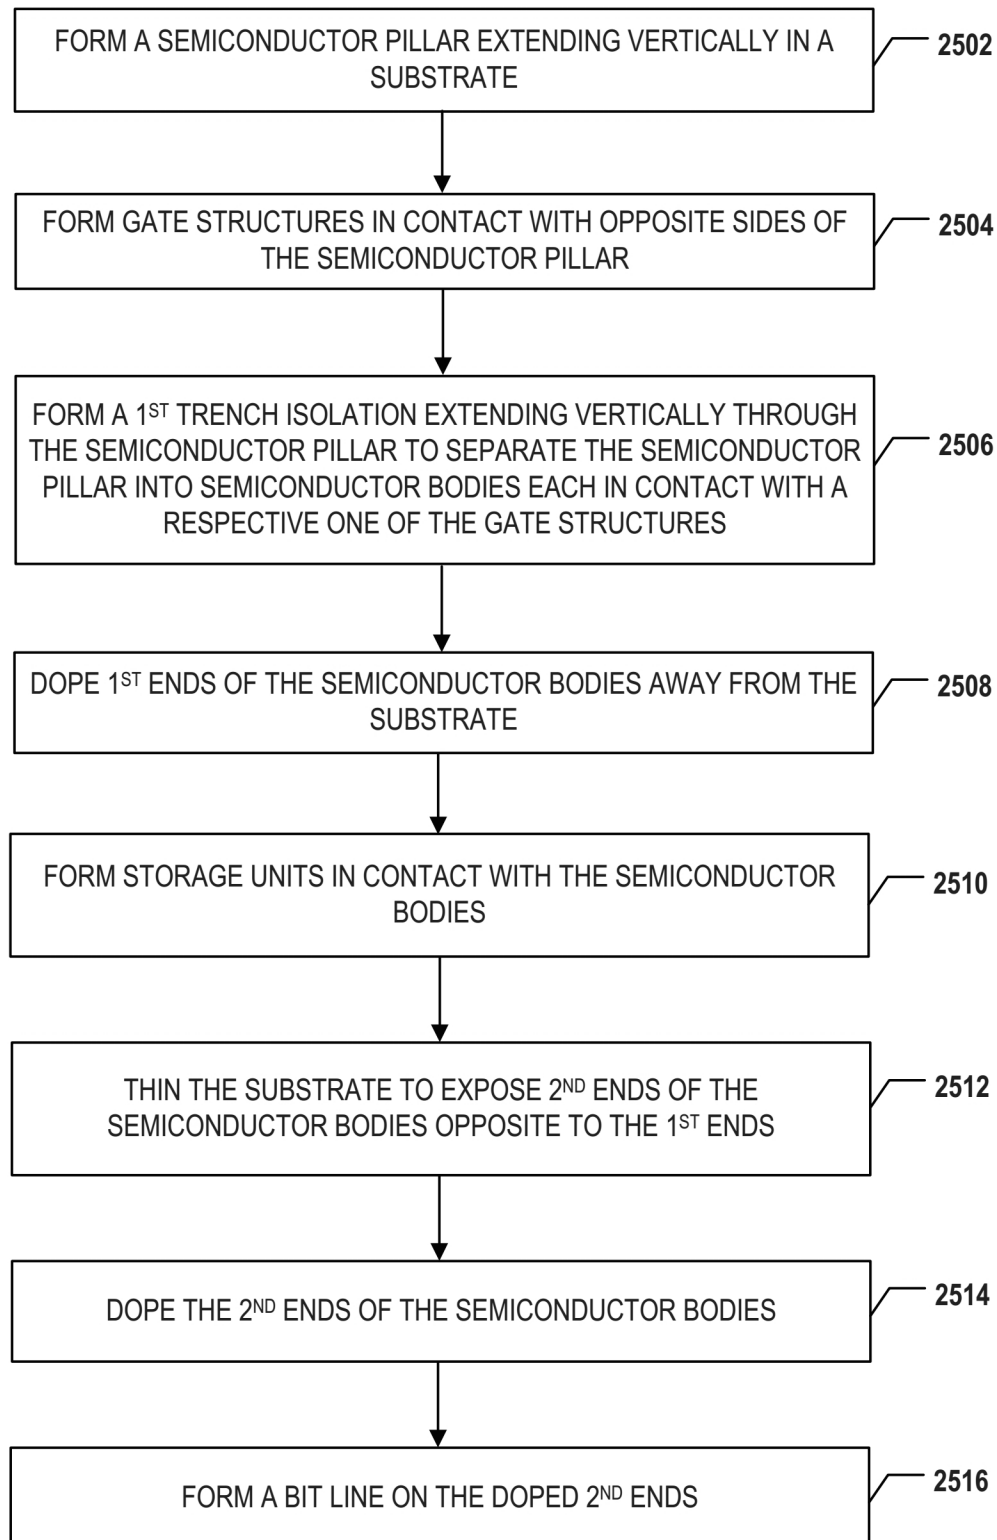 FORM A SEMICONDUCTOR PILLAR EXTENDING VERTICALLY IN A
SUBSTRATE
2502
FORM GATE STRUCTURES IN CONTACT WITH OPPOSITE SIDES OF
THE SEMICONDUCTOR PILLAR
2504
FORM A 1ST TRENCH ISOLATION EXTENDING VERTICALLY THROUGH
THE SEMICONDUCTOR PILLAR TO SEPARATE THE SEMICONDUCTOR
PILLAR INTO SEMICONDUCTOR BODIES EACH IN CONTACT WITH A
RESPECTIVE ONE OF THE GATE STRUCTURES
2506
DOPE 1ST ENDS OF THE SEMICONDUCTOR BODIES AWAY FROM THE
SUBSTRATE
2508
FORM STORAGE UNITS IN CONTACT WITH THE SEMICONDUCTOR
BODIES
2510
THIN THE SUBSTRATE TO EXPOSE 2ND ENDS OF THE
SEMICONDUCTOR BODIES OPPOSITE TO THE 1ST ENDS
2512
DOPE THE 2ND ENDS OF THE SEMICONDUCTOR BODIES
2514
FORM A BIT LINE ON THE DOPED 2ND ENDS
2516